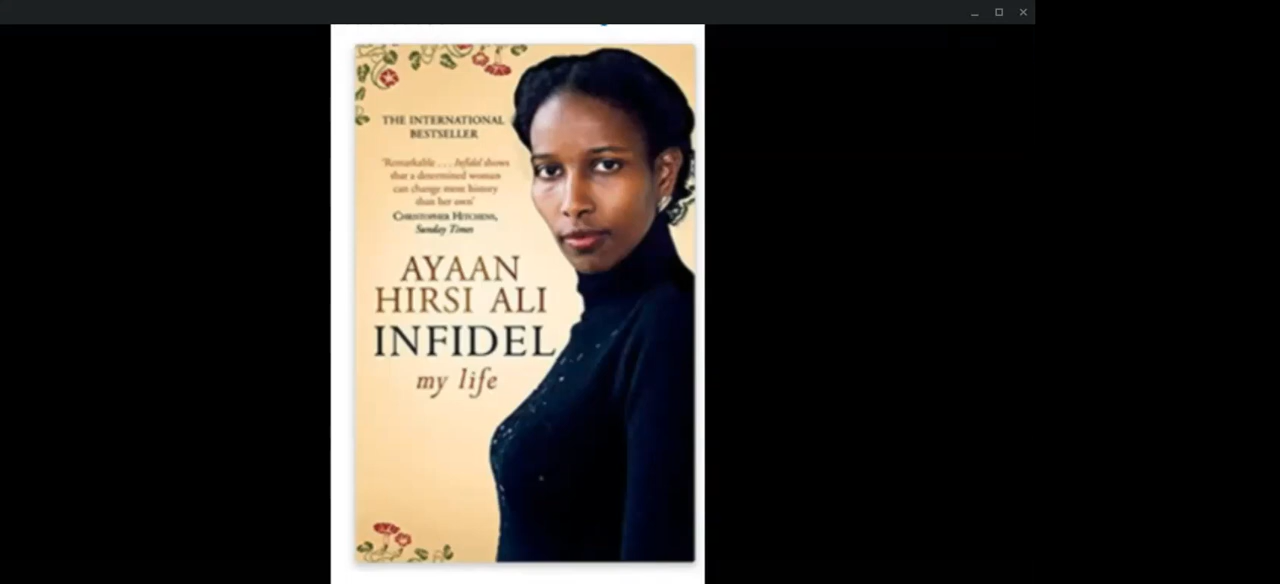 THE INTERNATIONAL
BESTSELLER
'Remarkable . . . Infidel shows
that a determined woman
can change more history
than her own'
CHRISTOPHER HITCHENS,
Sunday Times
AYAAN
HIRSI ALI
INFIDEL
my life